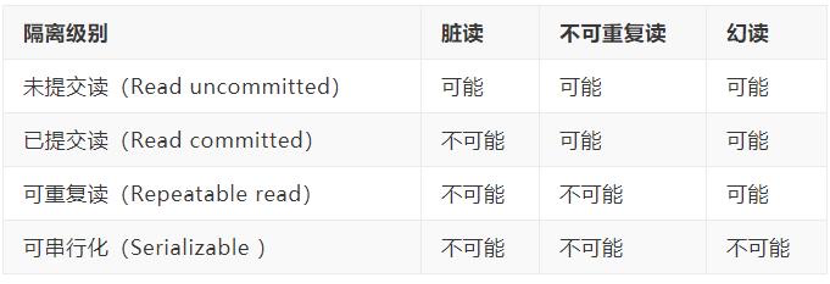 隔离级别 脏读 不可重复读 幻读
未提交读（Read uncommitted） 可能 可能 可能
已提交读（Read committed） 不可能 可能 可能
可重复读（Repeatable read） 不可能 不可能 可能
可串行化（Serializable ） 不可能 不可能 不可能